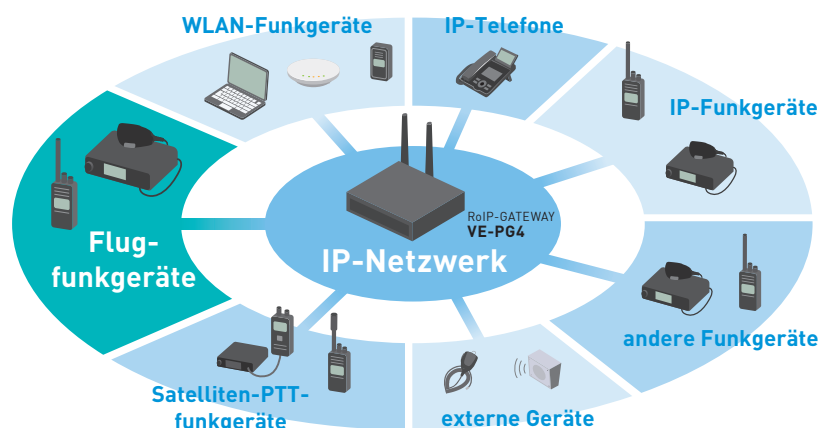 WLAN-Funkgeräte
IP-Telefone
IP-Funkgeräte
RoIP-GATEWAY
VE-PG4
IP-Netzwerk
Flug-
funkgeräte
andere Funkgeräte
Satelliten-PTT-
funkgeräte
externe Geräte